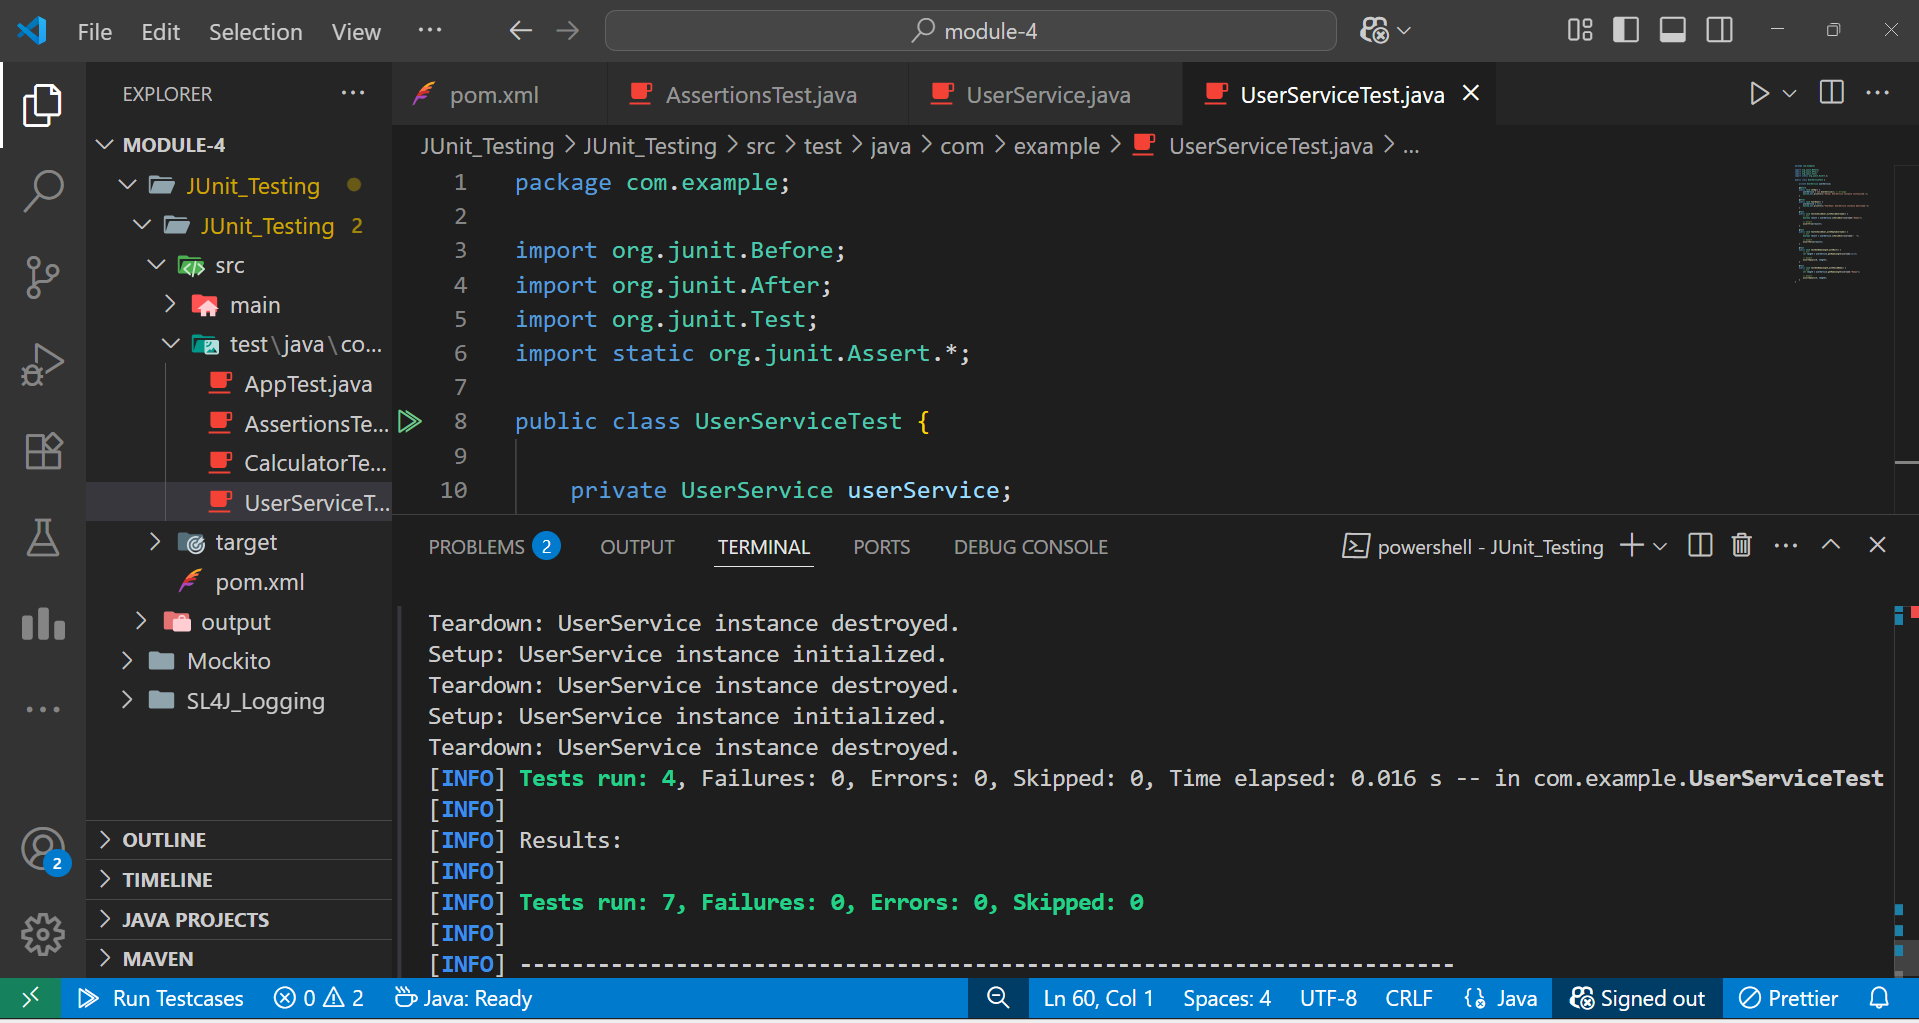 File Edit Selection View ··· module-4
EXPLORER ···
MODULE-4
JUnit_Testing
JUnit_Testing 2
src
main
test\java\co...
AppTest.java
AssertionsTe...
CalculatorTe...
UserServiceT...
target
pom.xml
output
Mockito
SL4J_Logging
OUTLINE
TIMELINE
JAVA PROJECTS
MAVEN
2
pom.xml AssertionsTest.java UserService.java UserServiceTest.java
JUnit_Testing > JUnit_Testing > src > test > java > com > example > UserServiceTest.java > ...
1 package com.example;
2
3 import org.junit.Before;
4 import org.junit.After;
5 import org.junit.Test;
6 import static org.junit.Assert.*;
7
8 public class UserServiceTest {
9
10 private UserService userService;
PROBLEMS 2 OUTPUT TERMINAL PORTS DEBUG CONSOLE powershell - JUnit_Testing
Teardown: UserService instance destroyed.
Setup: UserService instance initialized.
Teardown: UserService instance destroyed.
Setup: UserService instance initialized.
Teardown: UserService instance destroyed.
[INFO] Tests run: 4, Failures: 0, Errors: 0, Skipped: 0, Time elapsed: 0.016 s -- in com.example.UserServiceTest
[INFO]
[INFO] Results:
[INFO]
[INFO] Tests run: 7, Failures: 0, Errors: 0, Skipped: 0
[INFO]
[INFO] ------------------------------------------------------------------------
Run Testcases 0 2 Java: Ready Ln 60, Col 1 Spaces: 4 UTF-8 CRLF Java Signed out Prettier